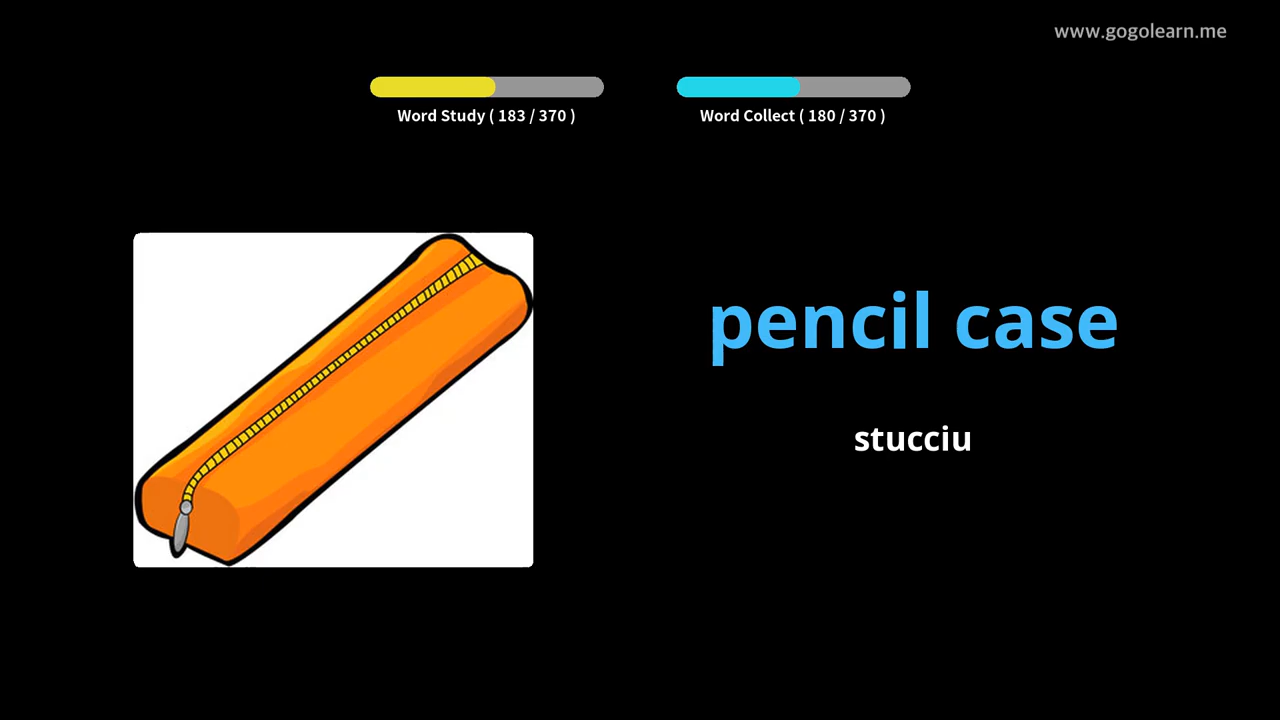 www.gogolearn.me
Word Study ( 183 / 370 )
Word Collect ( 180 / 370 )
pencil case
stucciu